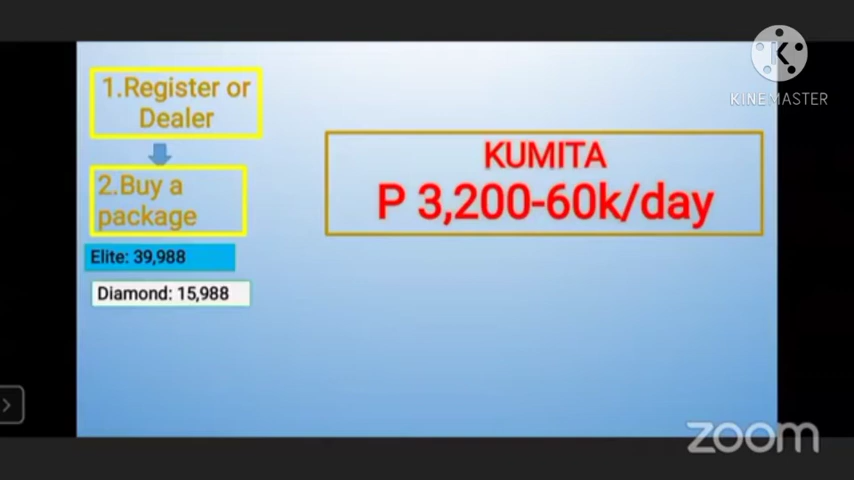 1.Register or
Dealer
2.Buy a
package
Elite: 39,988
Diamond: 15,988
KUMITA
P 3,200-60k/day
K
KINEMASTER
zoom